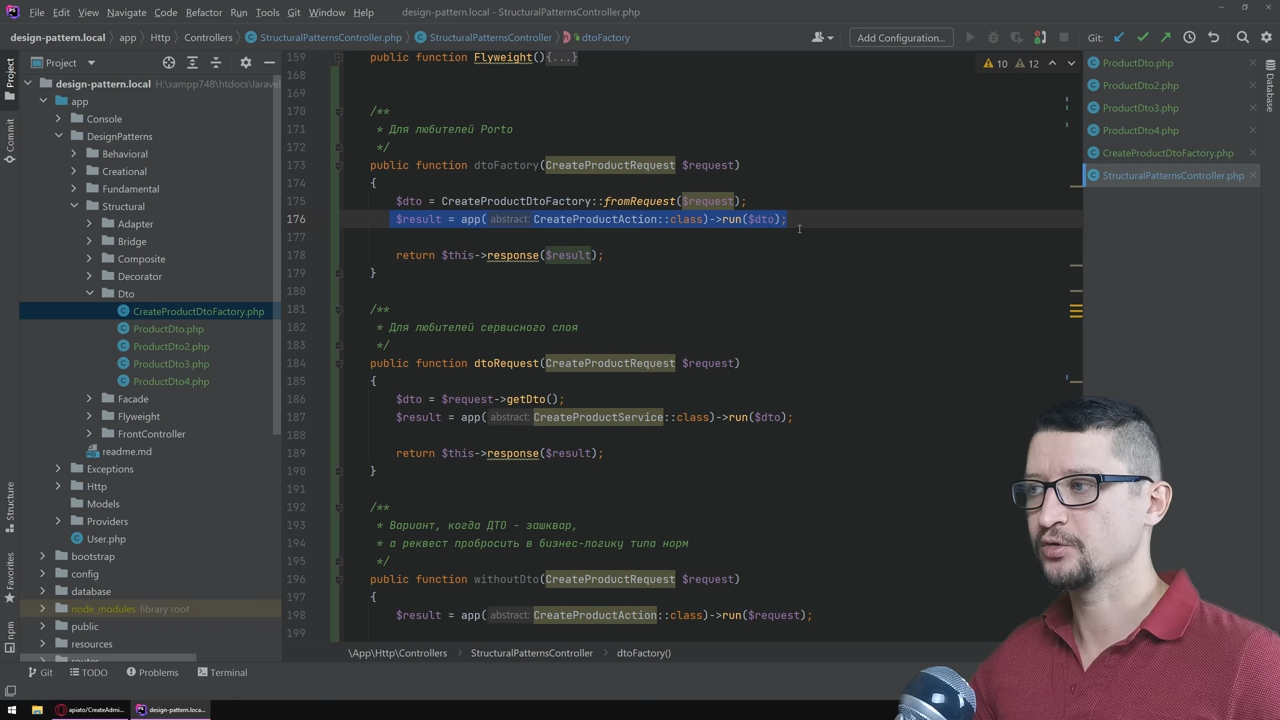 File Edit View Navigate Code Refactor Run Tools Git Window Help design-pattern.local - StructuralPatternsController.php
design-pattern.local app Http Controllers StructuralPatternsController.php StructuralPatternsController dtoFactory
Add Configuration...
Git:
Project
Project
Commit
Structure
Favorites
npm
Database
design-pattern.local H:\xampp748\htdocs\larave
app
Console
DesignPatterns
Behavioral
Creational
Fundamental
Structural
Adapter
Bridge
Composite
Decorator
Dto
CreateProductDtoFactory.php
ProductDto.php
ProductDto2.php
ProductDto3.php
ProductDto4.php
Facade
Flyweight
FrontController
readme.md
Exceptions
Http
Models
Providers
User.php
bootstrap
config
database
node_modules library root
public
resources
routes
159 public function Flyweight(){...}
168
169
170 /**
171 * Для любителей Porto
172 */
173 public function dtoFactory(CreateProductRequest $request)
174 {
175 $dto = CreateProductDtoFactory::fromRequest($request);
176 $result = app( abstract: CreateProductAction::class)->run($dto);
177
178 return $this->response($result);
179 }
180
181 /**
182 * Для любителей сервисного слоя
183 */
184 public function dtoRequest(CreateProductRequest $request)
185 {
186 $dto = $request->getDto();
187 $result = app( abstract: CreateProductService::class)->run($dto);
188
189 return $this->response($result);
190 }
191
192 /**
193 * Вариант, когда ДТО - зашквар,
194 * а реквест пробросить в бизнес-логику типа норм
195 */
196 public function withoutDto(CreateProductRequest $request)
197 {
198 $result = app( abstract: CreateProductAction::class)->run($request);
199
10 12
ProductDto.php
ProductDto2.php
ProductDto3.php
ProductDto4.php
CreateProductDtoFactory.php
StructuralPatternsController.php
\App\Http\Controllers StructuralPatternsController dtoFactory()
Git TODO Problems Terminal
apiato/CreateAdmi... design-pattern.loca...